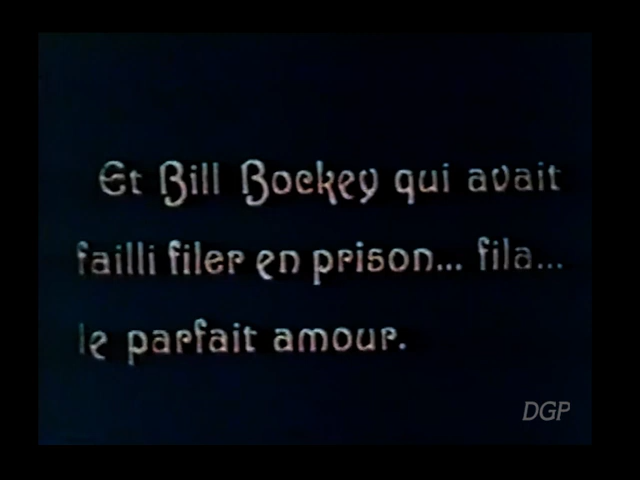 Et Bill Bockey qui avait
failli filer en prison... fila...
le parfait amour.
DGP